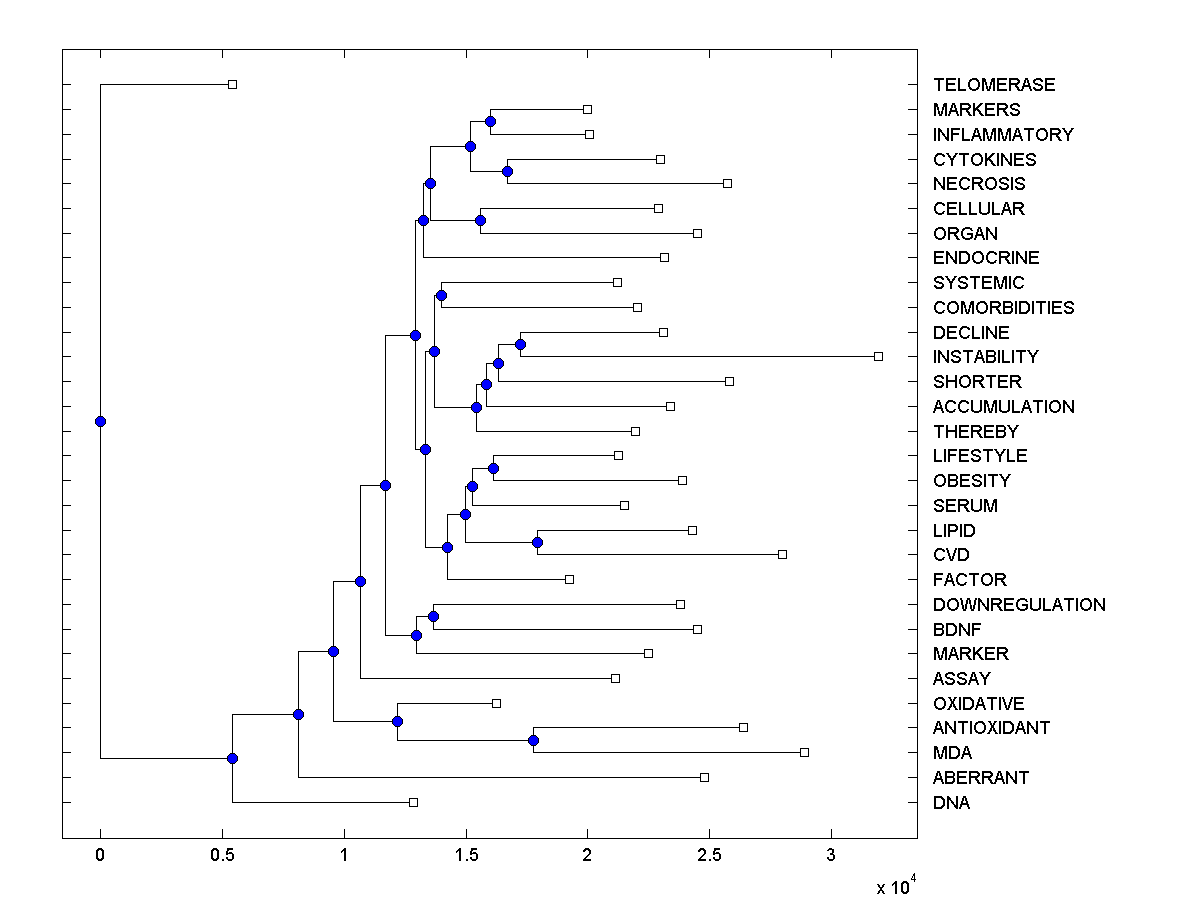 TELOMERASE
MARKERS
INFLAMMATORY
CYTOKINES
NECROSIS
CELLULAR
ORGAN
ENDOCRINE
SYSTEMIC
COMORBIDITIES
DECLINE
INSTABILITY
SHORTER
ACCUMULATION
THEREBY
LIFESTYLE
OBESITY
SERUM
LIPID
CVD
FACTOR
DOWNREGULATION
BDNF
MARKER
ASSAY
OXIDATIVE
ANTIOXIDANT
MDA
ABERRANT
DNA
0 0.5 1 1.5 2 2.5 3
x 10^4